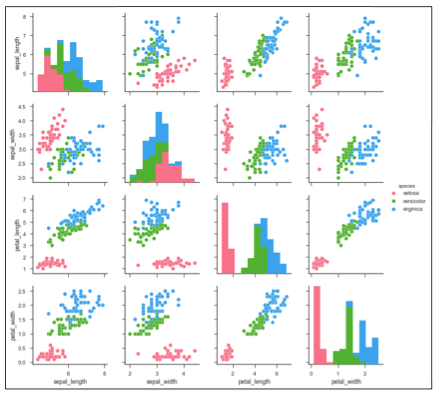 sepal_length
8
7
6
5
sepal_width
4.5
4.0
3.5
3.0
2.5
2.0
petal_length
7
6
5
4
3
2
1
petal_width
2.5
2.0
1.5
1.0
0.5
0.0
species
setosa
versicolor
virginica
6 8 2 3 4 2 4 6 0 1 2
sepal_length sepal_width petal_length petal_width